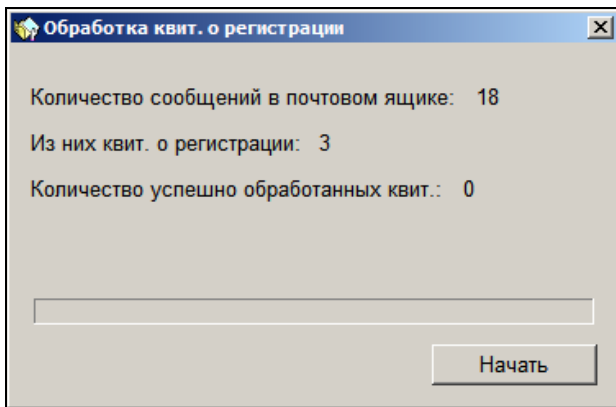 Обработка квит. о регистрации
Количество сообщений в почтовом ящике: 18
Из них квит. о регистрации: 3
Количество успешно обработанных квит.: 0
Начать